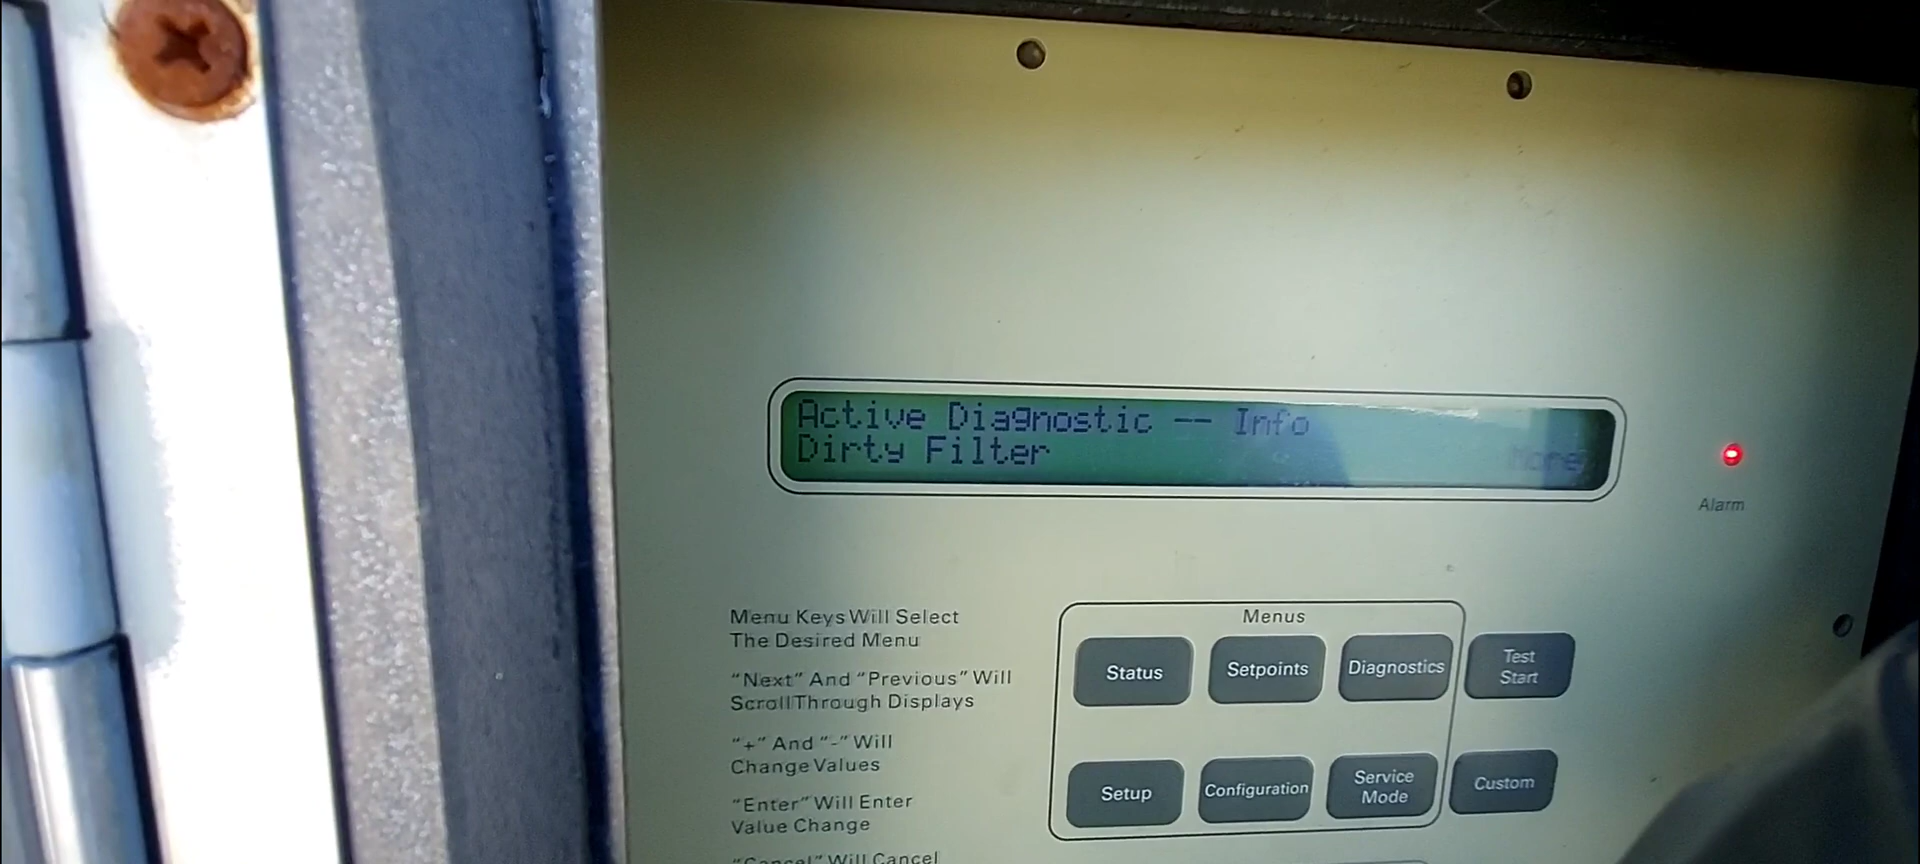 Active Diagnostic -- Info
Dirty Filter More
Alarm
Menu Keys Will Select
The Desired Menu
"Next" And "Previous" Will
Scroll Through Displays
"+" And "-" Will
Change Values
"Enter" Will Enter
Value Change
"Cancel" Will Cancel
Menus
Status
Setpoints
Diagnostics
Test
Start
Setup
Configuration
Service
Mode
Custom